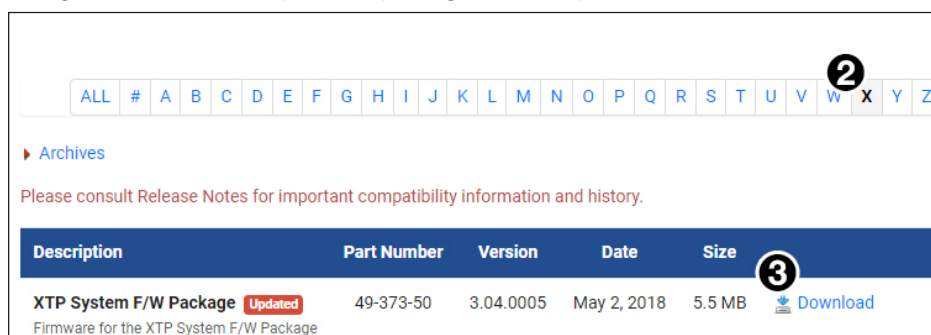 2
ALL # A B C D E F G H I J K L M N O P Q R S T U V W X Y Z
Archives
Please consult Release Notes for important compatibility information and history.
Description Part Number Version Date Size
3
XTP System F/W Package Updated 49-373-50 3.04.0005 May 2, 2018 5.5 MB Download
Firmware for the XTP System F/W Package